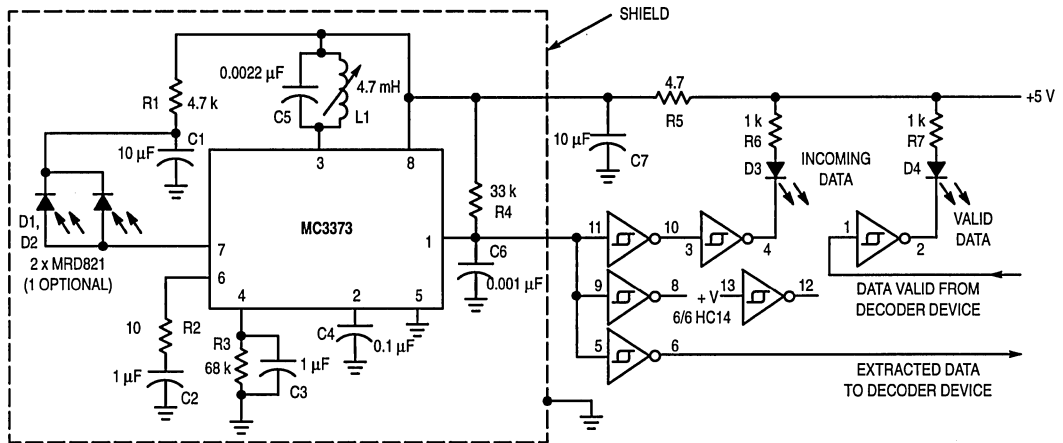 SHIELD
0.0022 µF
4.7 mH
C5
L1
R1
4.7 k
C1
10 µF
4.7
R5
+5 V
10 µF
C7
1 k
R6
D3
INCOMING
DATA
1 k
R7
D4
VALID
DATA
3
8
33 k
R4
D1,
D2
2 x MRD821
(1 OPTIONAL)
MC3373
7
6
1
4
2
5
C6
0.001 µF
11
10
3
4
1
2
9
8
+ V
13
12
6/6 HC14
DATA VALID FROM
DECODER DEVICE
10
R2
1 µF
C2
R3
68 k
1 µF
C3
C4
0.1 µF
5
6
EXTRACTED DATA
TO DECODER DEVICE